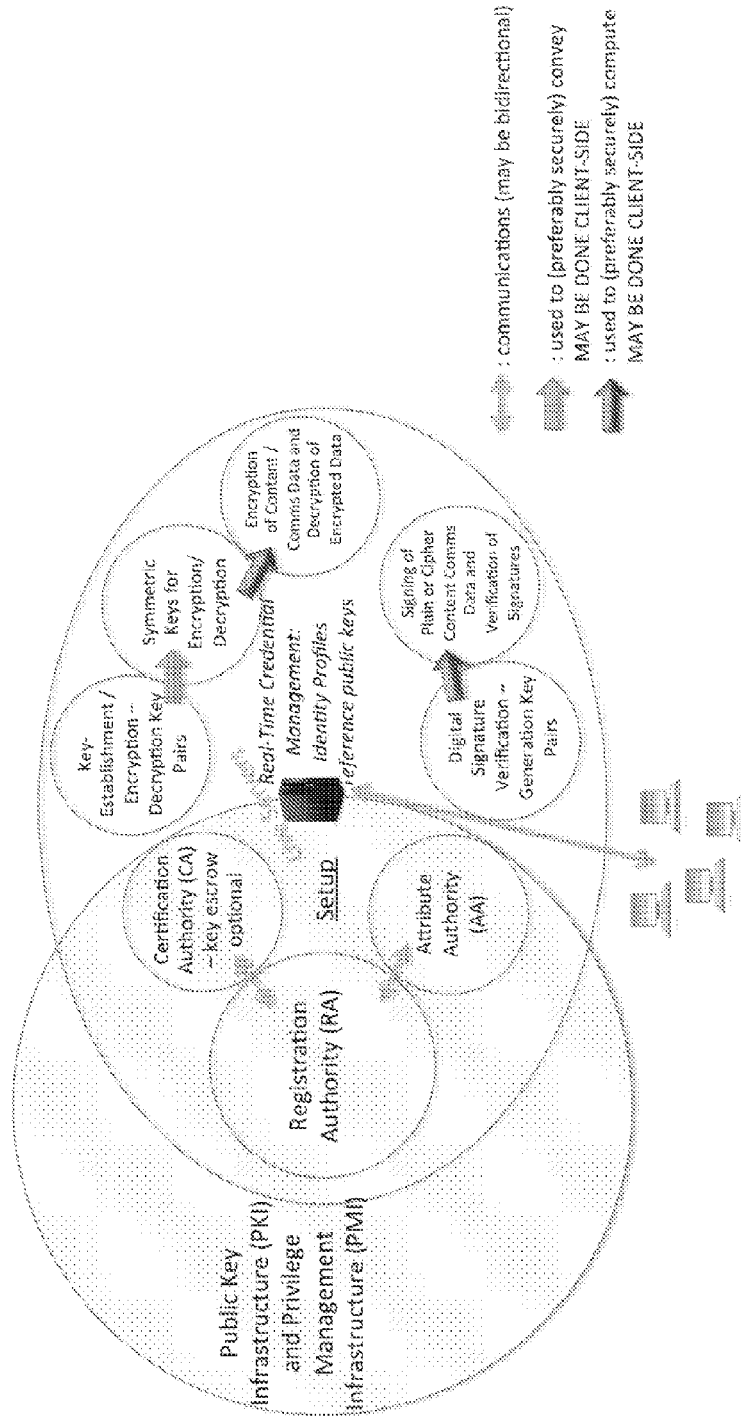 Public Key
Infrastructure (PKI)
and Privilege
Management
Infrastructure (PMI)
Registration
Authority (RA)
Certification
Authority (CA)
– key escrow
optional
Setup
Attribute
Authority
(AA)
Key-
Establishment /
Encryption –
Decryption Key
Pairs
Symmetric
Keys for
Encryption/
Decryption
Encryption
of Content /
Comms Data and
Decryption of
Encrypted Data
Real-Time Credential
Management:
Identity Profiles
reference public keys
Digital
Signature
Verification –
Generation Key
Pairs
Signing of
Plain or Cipher
Content Comms
Data and
Verification of
Signatures
: communications (may be bidirectional)
: used to (preferably securely) convey
MAY BE DONE CLIENT-SIDE
: used to (preferably securely) compute
MAY BE DONE CLIENT-SIDE